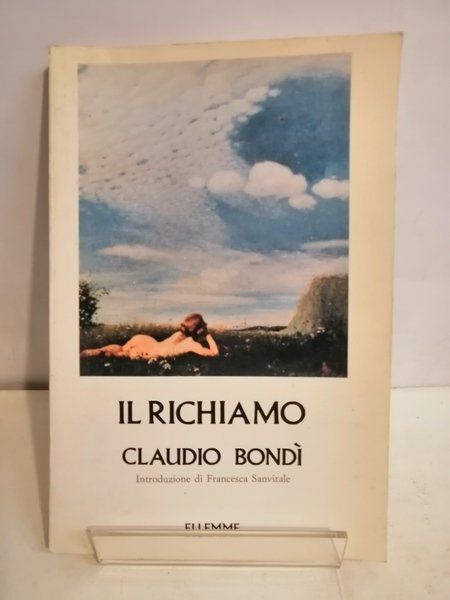 IL RICHIAMO
CLAUDIO BONDÌ
Introduzione di Francesca Sanvitale
ELLEMME